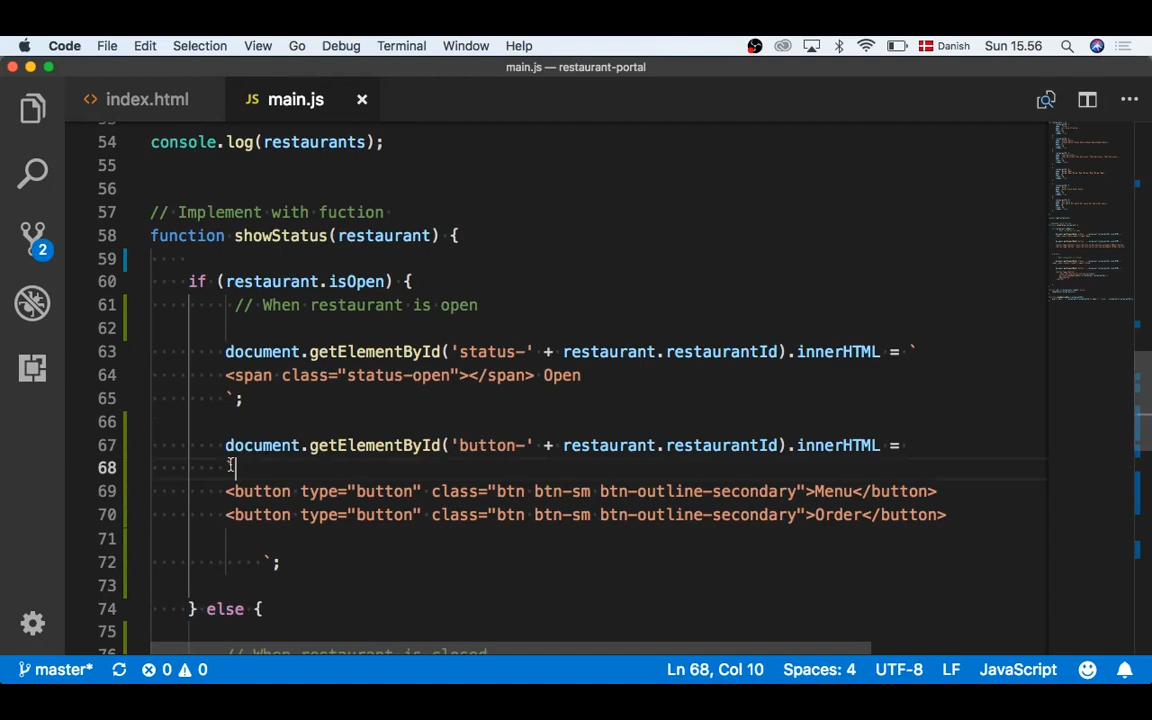 Code File Edit Selection View Go Debug Terminal Window Help Danish Sun 15.56
main.js — restaurant-portal
<> index.html JS main.js ×
54 console.log(restaurants);
55
56
57 // Implement with fuction
58 function showStatus(restaurant) {
59
60 if (restaurant.isOpen) {
61 // When restaurant is open
62
63 document.getElementById('status-' + restaurant.restaurantId).innerHTML = `
64 <span class="status-open"></span> Open
65 `;
66
67 document.getElementById('button-' + restaurant.restaurantId).innerHTML =
68 `
69 <button type="button" class="btn btn-sm btn-outline-secondary">Menu</button>
70 <button type="button" class="btn btn-sm btn-outline-secondary">Order</button>
71
72 `;
73
74 } else {
75
76 // When restaurant is closed
2
master* 0 0 Ln 68, Col 10 Spaces: 4 UTF-8 LF JavaScript